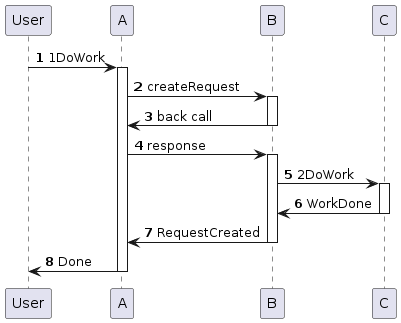 User A B C
1 1DoWork
2 createRequest
3 back call
4 response
5 2DoWork
6 WorkDone
7 RequestCreated
8 Done
User A B C